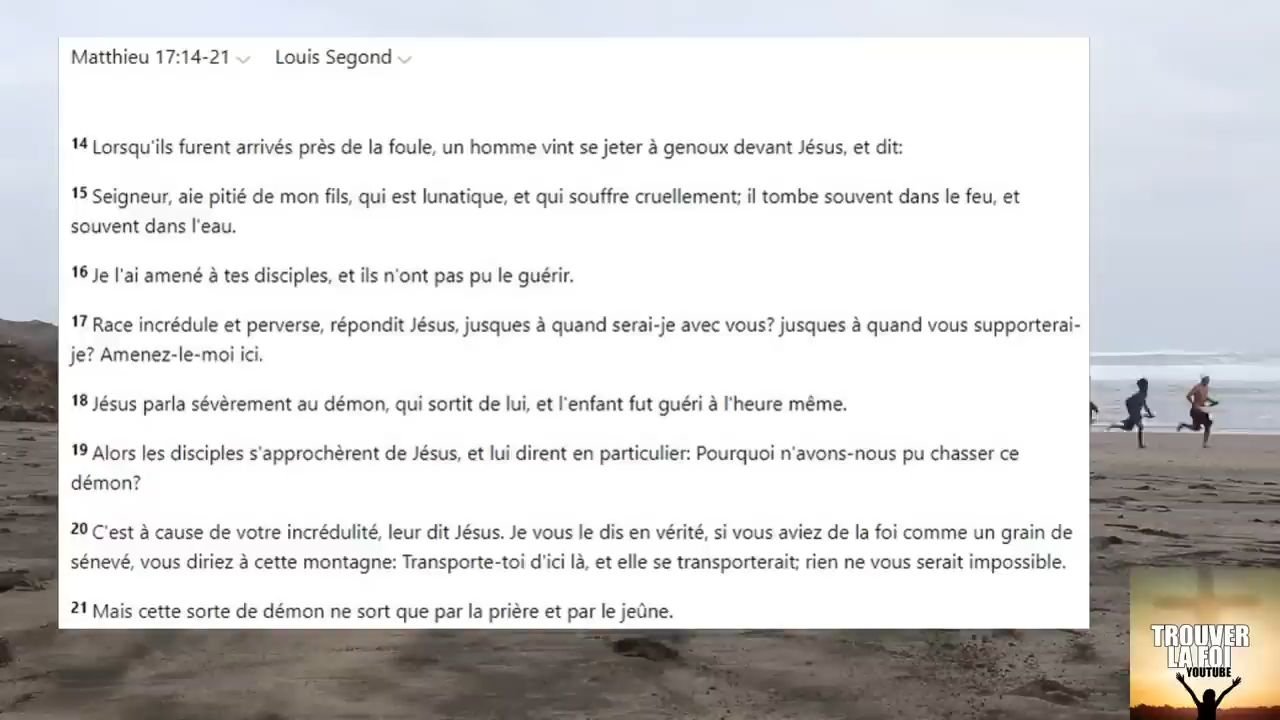 Matthieu 17:14-21 Louis Segond
14 Lorsqu'ils furent arrivés près de la foule, un homme vint se jeter à genoux devant Jésus, et dit:
15 Seigneur, aie pitié de mon fils, qui est lunatique, et qui souffre cruellement; il tombe souvent dans le feu, et
souvent dans l'eau.
16 Je l'ai amené à tes disciples, et ils n'ont pas pu le guérir.
17 Race incrédule et perverse, répondit Jésus, jusques à quand serai-je avec vous? jusques à quand vous supporterai-
je? Amenez-le-moi ici.
18 Jésus parla sévèrement au démon, qui sortit de lui, et l'enfant fut guéri à l'heure même.
19 Alors les disciples s'approchèrent de Jésus, et lui dirent en particulier: Pourquoi n'avons-nous pu chasser ce
démon?
20 C'est à cause de votre incrédulité, leur dit Jésus. Je vous le dis en vérité, si vous aviez de la foi comme un grain de
sénevé, vous diriez à cette montagne: Transporte-toi d'ici là, et elle se transporterait; rien ne vous serait impossible.
21 Mais cette sorte de démon ne sort que par la prière et par le jeûne.
TROUVER
LA FOI
YOUTUBE